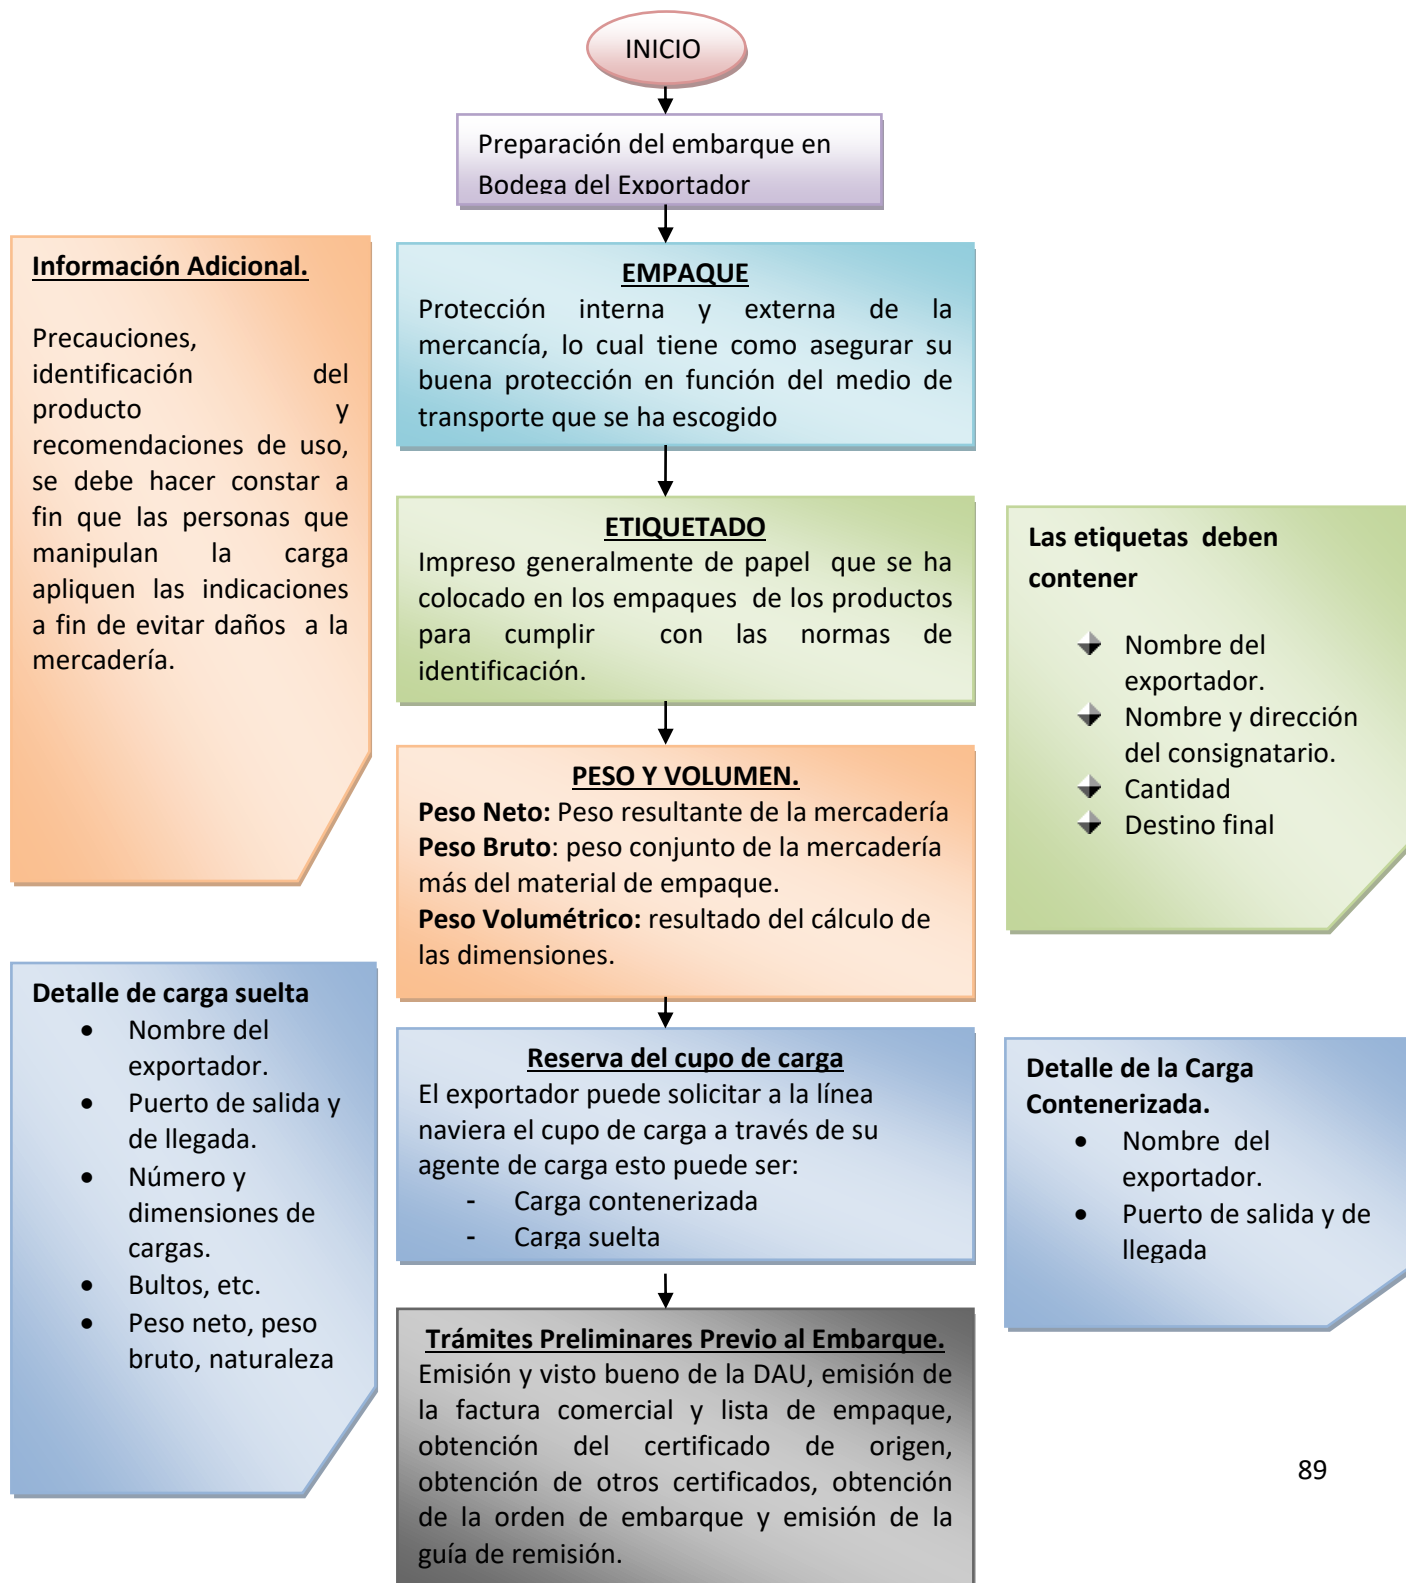 INICIO
Preparación del embarque en
Bodega del Exportador
Información Adicional.
Precauciones,
identificación del
producto y
recomendaciones de uso,
se debe hacer constar a
fin que las personas que
manipulan la carga
apliquen las indicaciones
a fin de evitar daños a la
mercadería.
EMPAQUE
Protección interna y externa de la
mercancía, lo cual tiene como asegurar su
buena protección en función del medio de
transporte que se ha escogido
ETIQUETADO
Impreso generalmente de papel que se ha
colocado en los empaques de los productos
para cumplir con las normas de
identificación.
Las etiquetas deben
contener
Nombre del
exportador.
Nombre y dirección
del consignatario.
Cantidad
Destino final
PESO Y VOLUMEN.
Peso Neto: Peso resultante de la mercadería
Peso Bruto: peso conjunto de la mercadería
más del material de empaque.
Peso Volumétrico: resultado del cálculo de
las dimensiones.
Detalle de carga suelta
• Nombre del
exportador.
• Puerto de salida y
de llegada.
• Número y
dimensiones de
cargas.
• Bultos, etc.
• Peso neto, peso
bruto, naturaleza
Reserva del cupo de carga
El exportador puede solicitar a la línea
naviera el cupo de carga a través de su
agente de carga esto puede ser:
- Carga contenerizada
- Carga suelta
Detalle de la Carga
Contenerizada.
• Nombre del
exportador.
• Puerto de salida y de
llegada
Trámites Preliminares Previo al Embarque.
Emisión y visto bueno de la DAU, emisión de
la factura comercial y lista de empaque,
obtención del certificado de origen,
obtención de otros certificados, obtención
de la orden de embarque y emisión de la
guía de remisión.
89